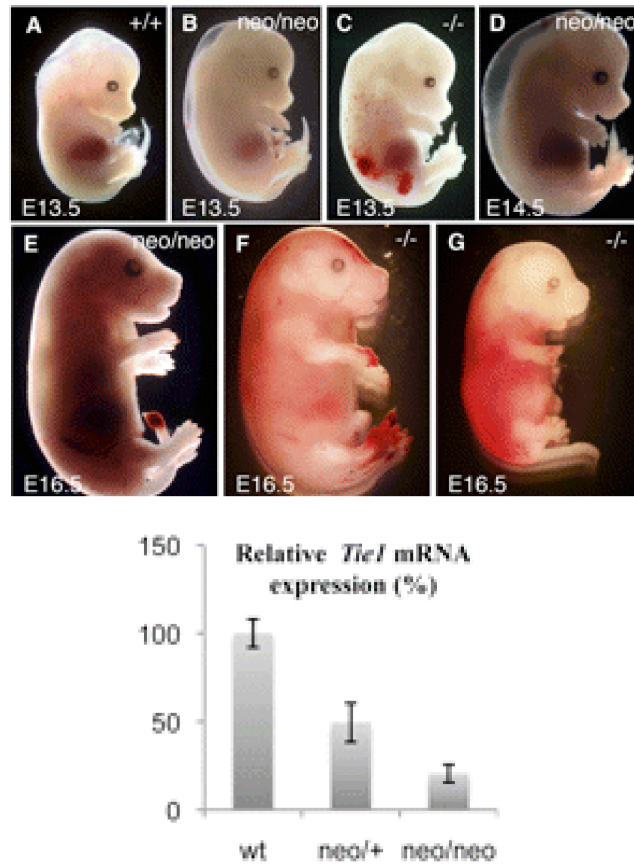 A +/+
E13.5
B neo/neo
E13.5
C -/-
E13.5
D neo/neo
E14.5
E neo/neo
E16.5
F -/-
E16.5
G -/-
E16.5
Relative Tie1 mRNA
expression (%)
150
100
50
0
wt neo/+ neo/neo